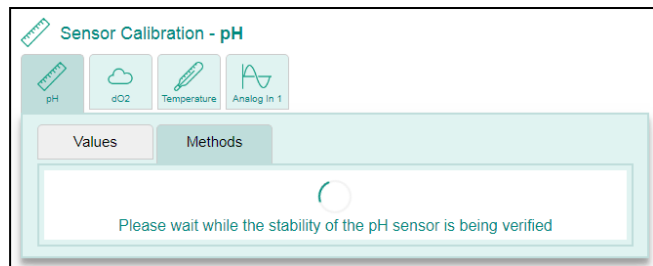 Sensor Calibration - pH
pH
dO2
Temperature
Analog In 1
Values
Methods
Please wait while the stability of the pH sensor is being verified